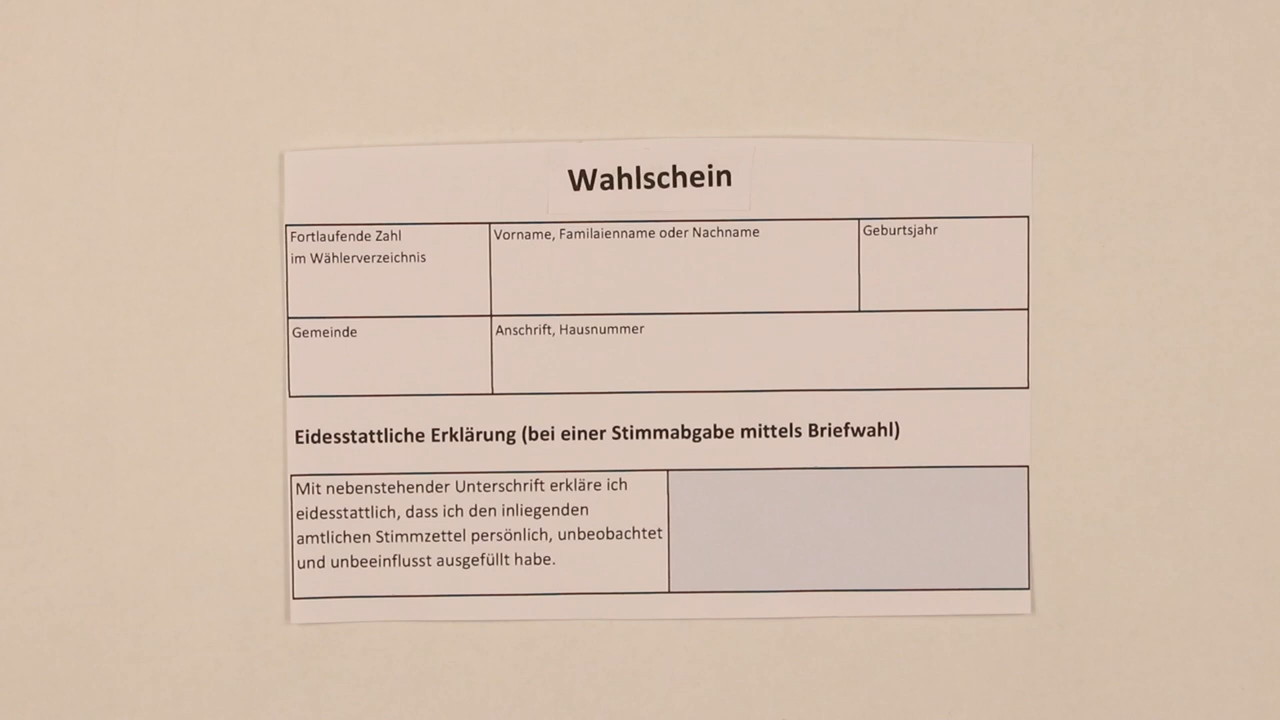 Wahlschein
Fortlaufende Zahl
im Wählerverzeichnis
Vorname, Familaienname oder Nachname
Geburtsjahr
Gemeinde
Anschrift, Hausnummer
Eidesstattliche Erklärung (bei einer Stimmabgabe mittels Briefwahl)
Mit nebenstehender Unterschrift erkläre ich
eidesstattlich, dass ich den inliegenden
amtlichen Stimmzettel persönlich, unbeobachtet
und unbeeinflusst ausgefüllt habe.